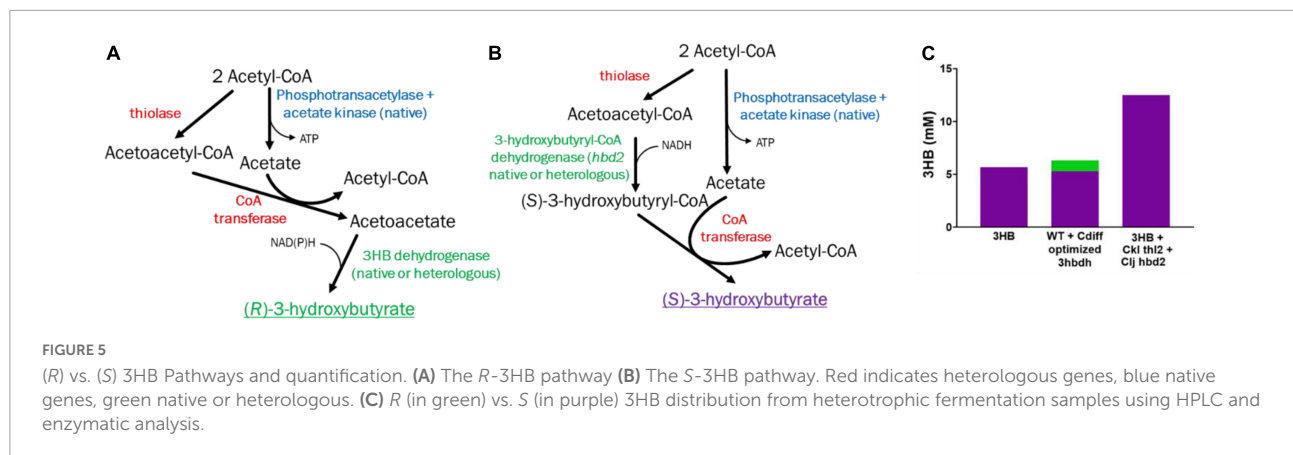 A
2 Acetyl-CoA
thiolase
Phosphotransacetylase +
acetate kinase (native)
ATP
Acetoacetyl-CoA
Acetate
Acetyl-CoA
CoA
transferase
Acetoacetate
NAD(P)H
3HB dehydrogenase
(native or heterologous)
(R)-3-hydroxybutyrate
B
2 Acetyl-CoA
thiolase
Phosphotransacetylase +
acetate kinase (native)
Acetoacetyl-CoA
3-hydroxybutyryl-CoA
dehydrogenase (hbd2
native or heterologous)
NADH
ATP
Acetate
(S)-3-hydroxybutyryl-CoA
CoA
transferase
Acetyl-CoA
(S)-3-hydroxybutyrate
C
15
10
5
0
3HB (mM)
3HB
WT + Cdiff
optimized
3hbdh
3HB +
Ckl thl2 +
Clj hbd2
FIGURE 5
(R) vs. (S) 3HB Pathways and quantification. (A) The R-3HB pathway (B) The S-3HB pathway. Red indicates heterologous genes, blue native
genes, green native or heterologous. (C) R (in green) vs. S (in purple) 3HB distribution from heterotrophic fermentation samples using HPLC and
enzymatic analysis.